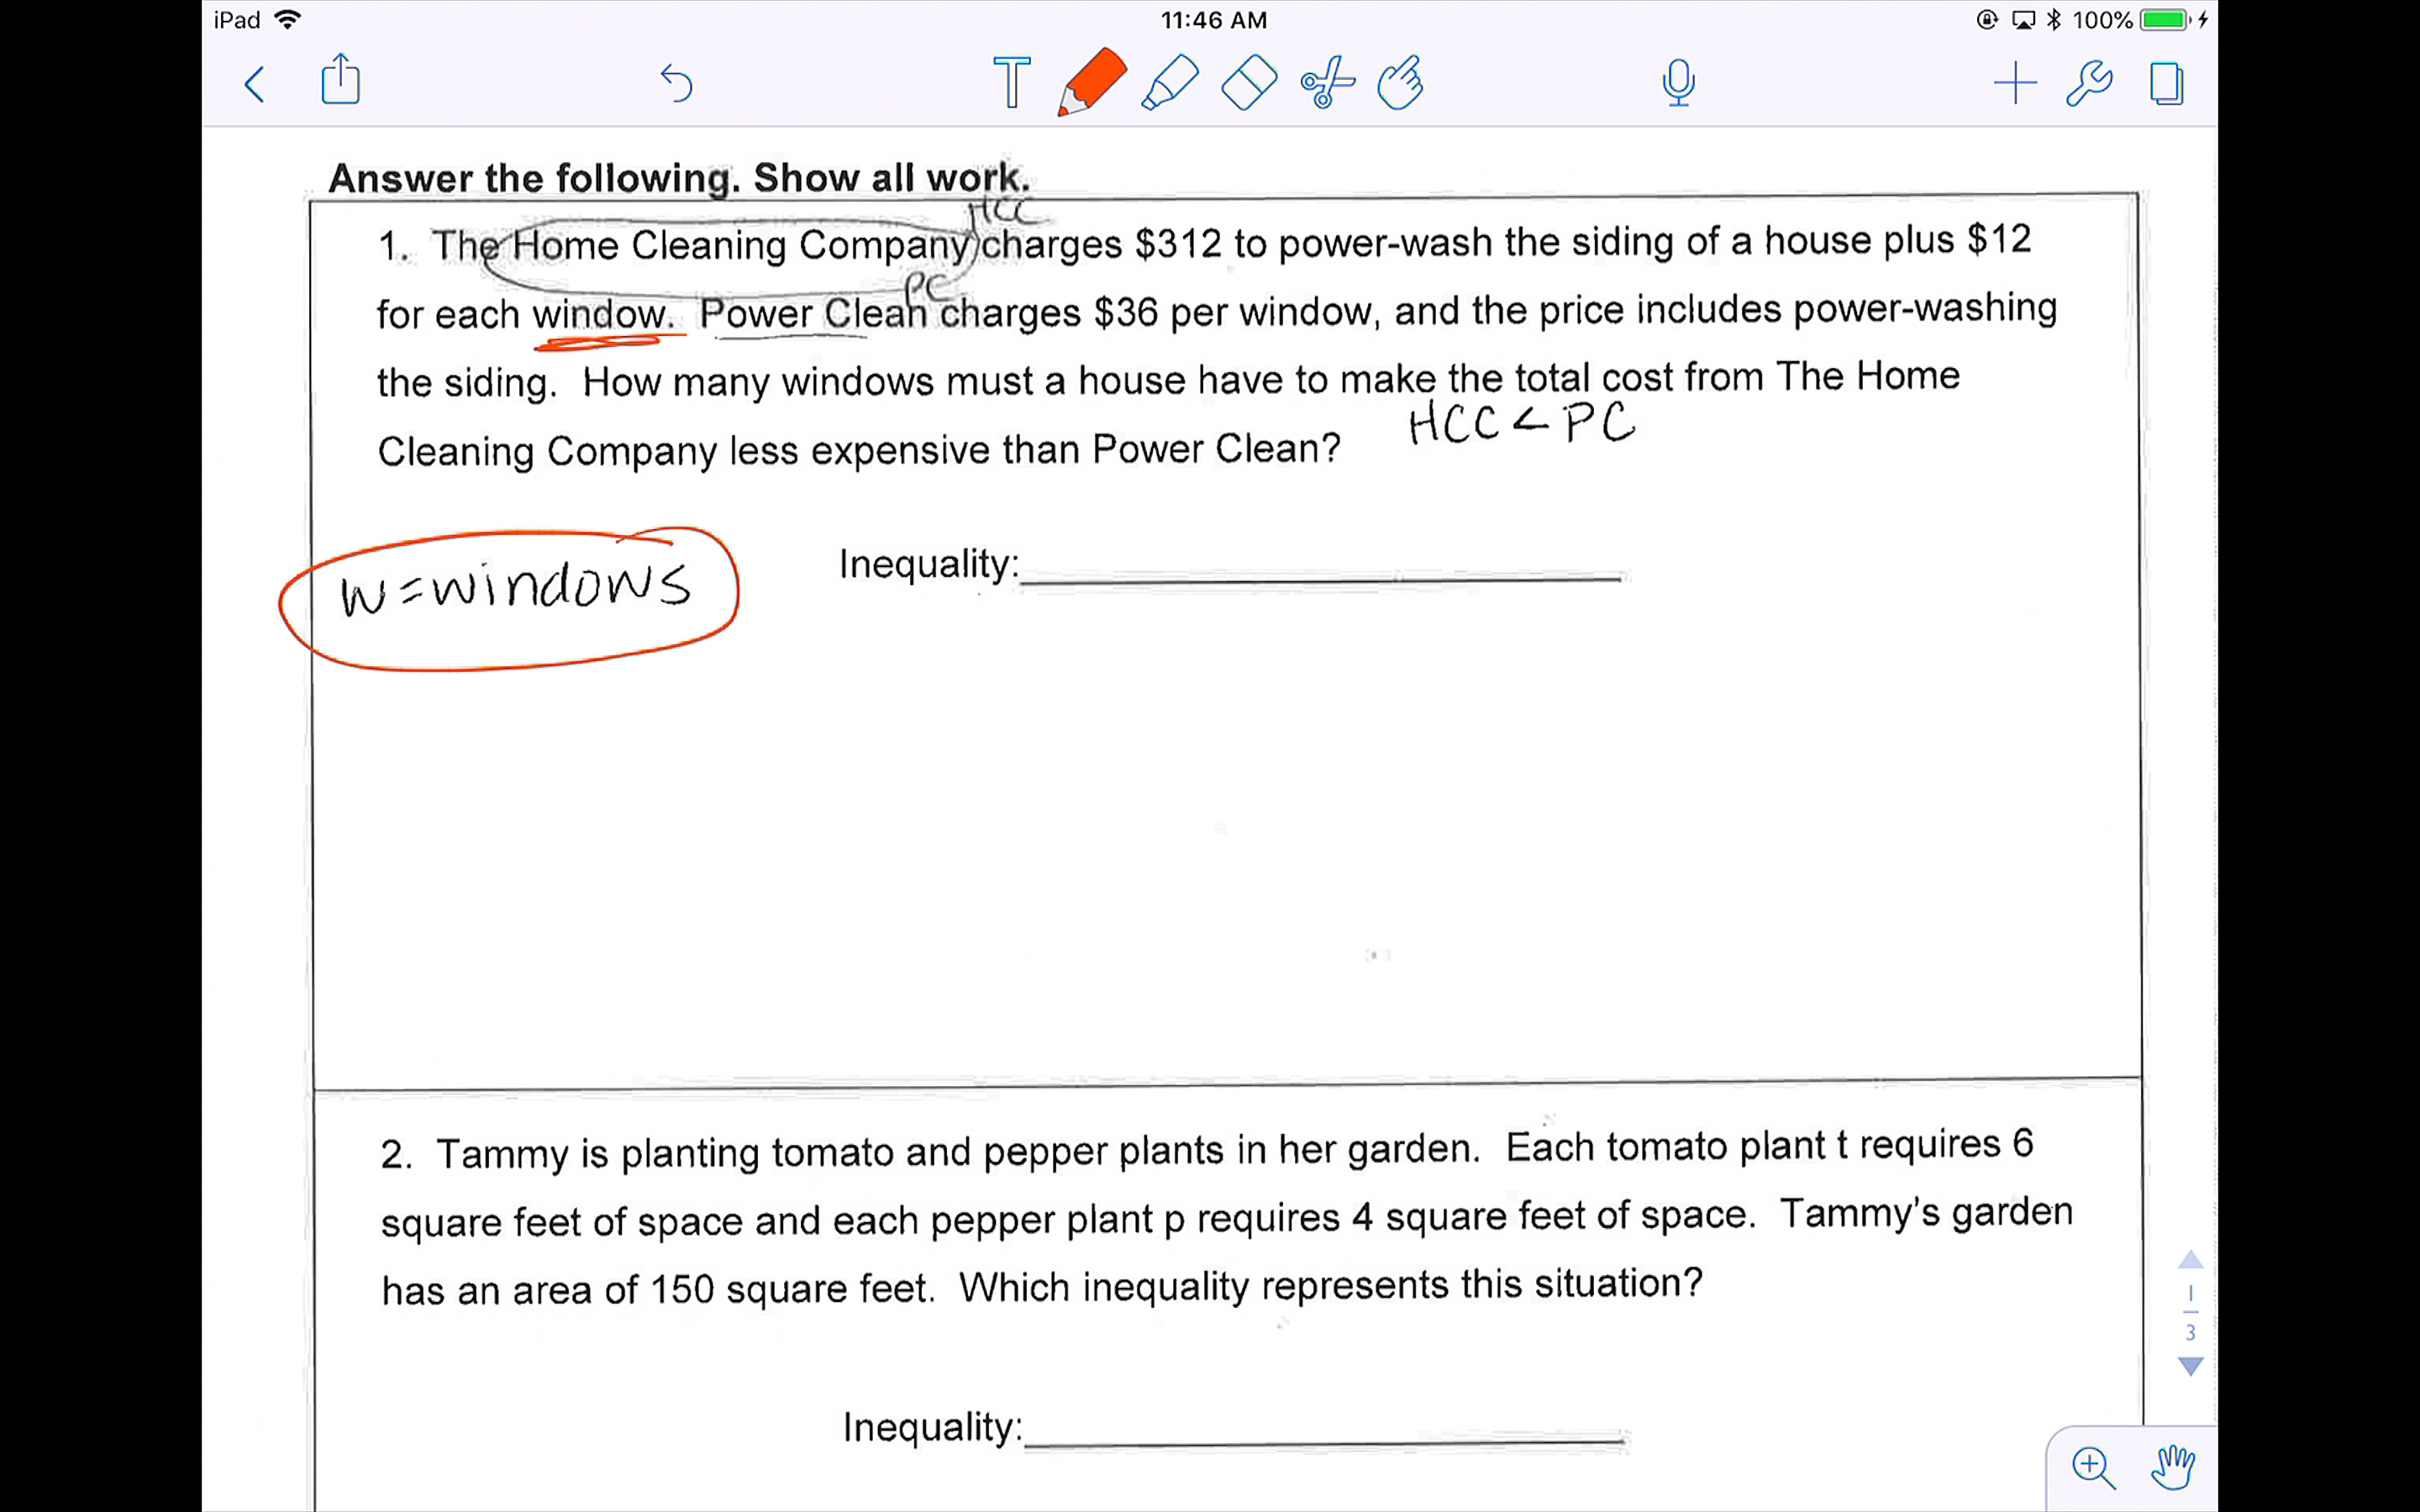 iPad
11:46 AM
100%
T
Answer the following. Show all work.
HCC
1. The Home Cleaning Company charges $312 to power-wash the siding of a house plus $12
PC
for each window. Power Clean charges $36 per window, and the price includes power-washing
the siding. How many windows must a house have to make the total cost from The Home
HCC < PC
Cleaning Company less expensive than Power Clean?
w = windows
Inequality:
2. Tammy is planting tomato and pepper plants in her garden. Each tomato plant t requires 6
square feet of space and each pepper plant p requires 4 square feet of space. Tammy's garden
has an area of 150 square feet. Which inequality represents this situation?
1
3
Inequality: